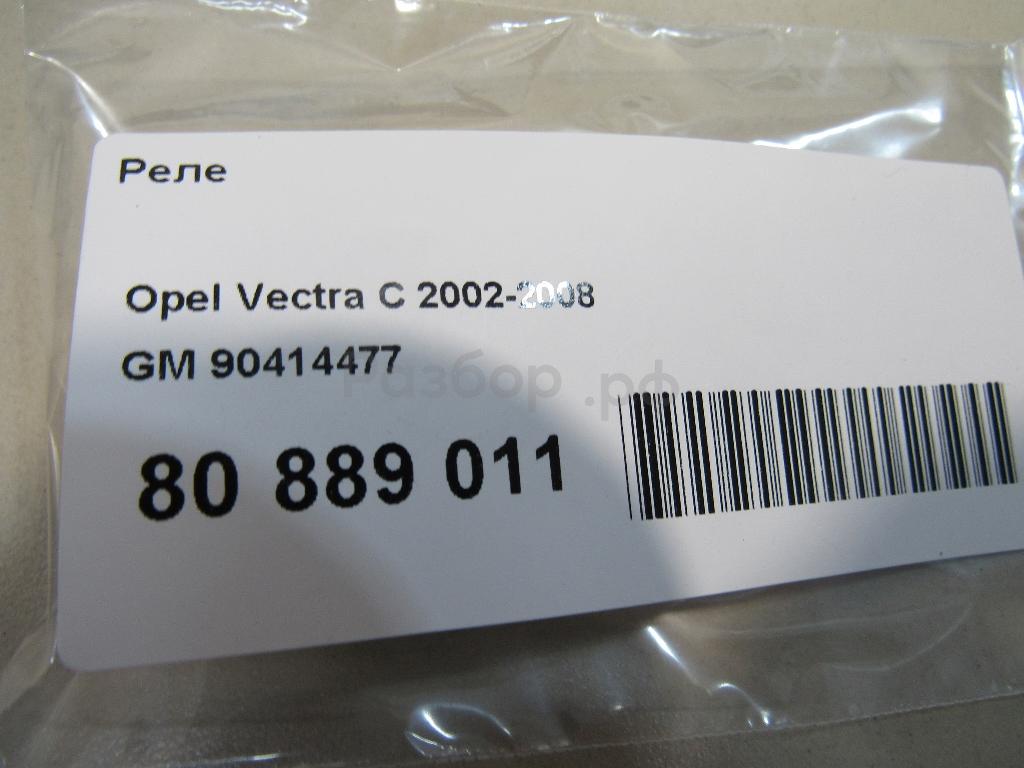 Реле
Opel Vectra C 2002-2008
GM 90414477
Разбор.рф
80 889 011